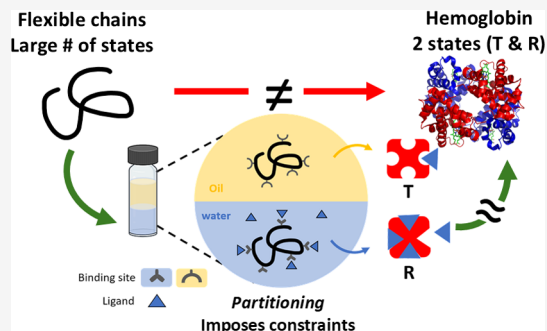 Flexible chains
Large # of states
Hemoglobin
2 states (T & R)
≠
Oil
T
water
R
Binding site
Ligand
Partitioning
Imposes constraints